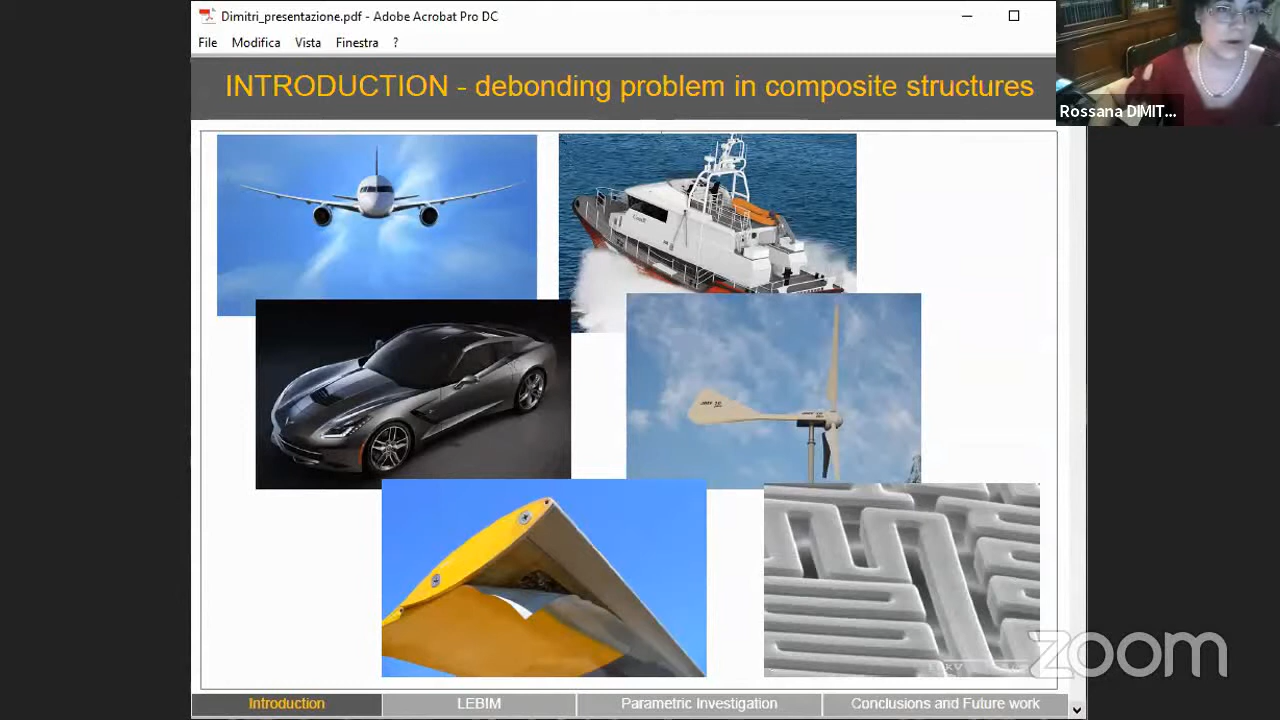 Dimitri_presentazione.pdf - Adobe Acrobat Pro DC
File Modifica Vista Finestra ?
INTRODUCTION - debonding problem in composite structures
Rossana DIMIT...
zoom
Introduction LEBIM Parametric Investigation Conclusions and Future work